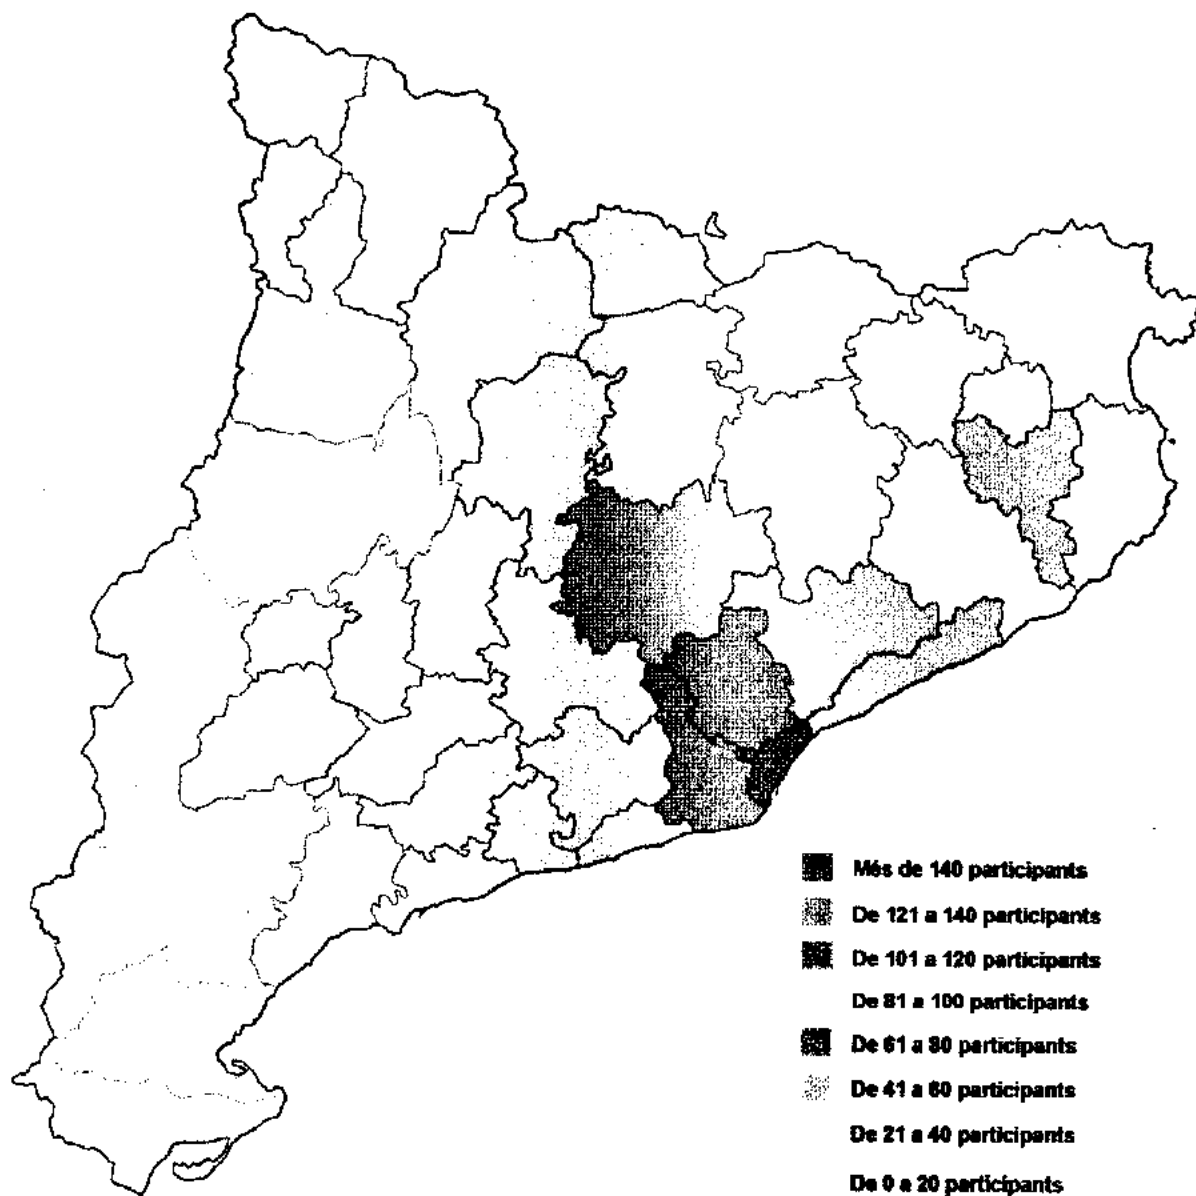 Més de 140 participants
De 121 a 140 participants
De 101 a 120 participants
De 81 a 100 participants
De 61 a 80 participants
De 41 a 60 participants
De 21 a 40 participants
De 0 a 20 participants